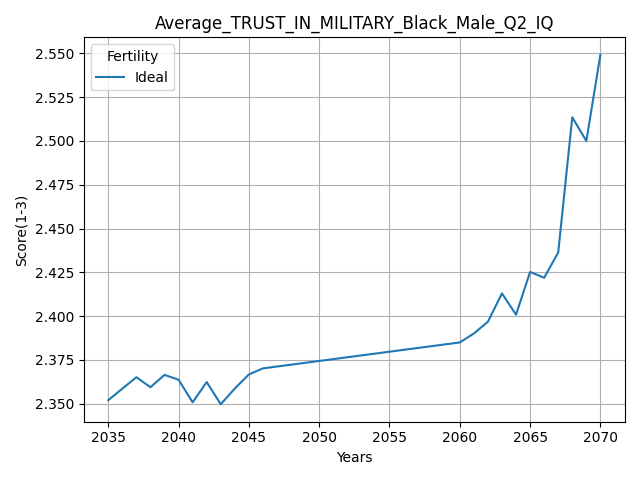 Average_TRUST_IN_MILITARY_Black_Male_Q2_IQ
Fertility
Ideal
Score(1-3)
2.550
2.525
2.500
2.475
2.450
2.425
2.400
2.375
2.350
2035 2040 2045 2050 2055 2060 2065 2070
Years